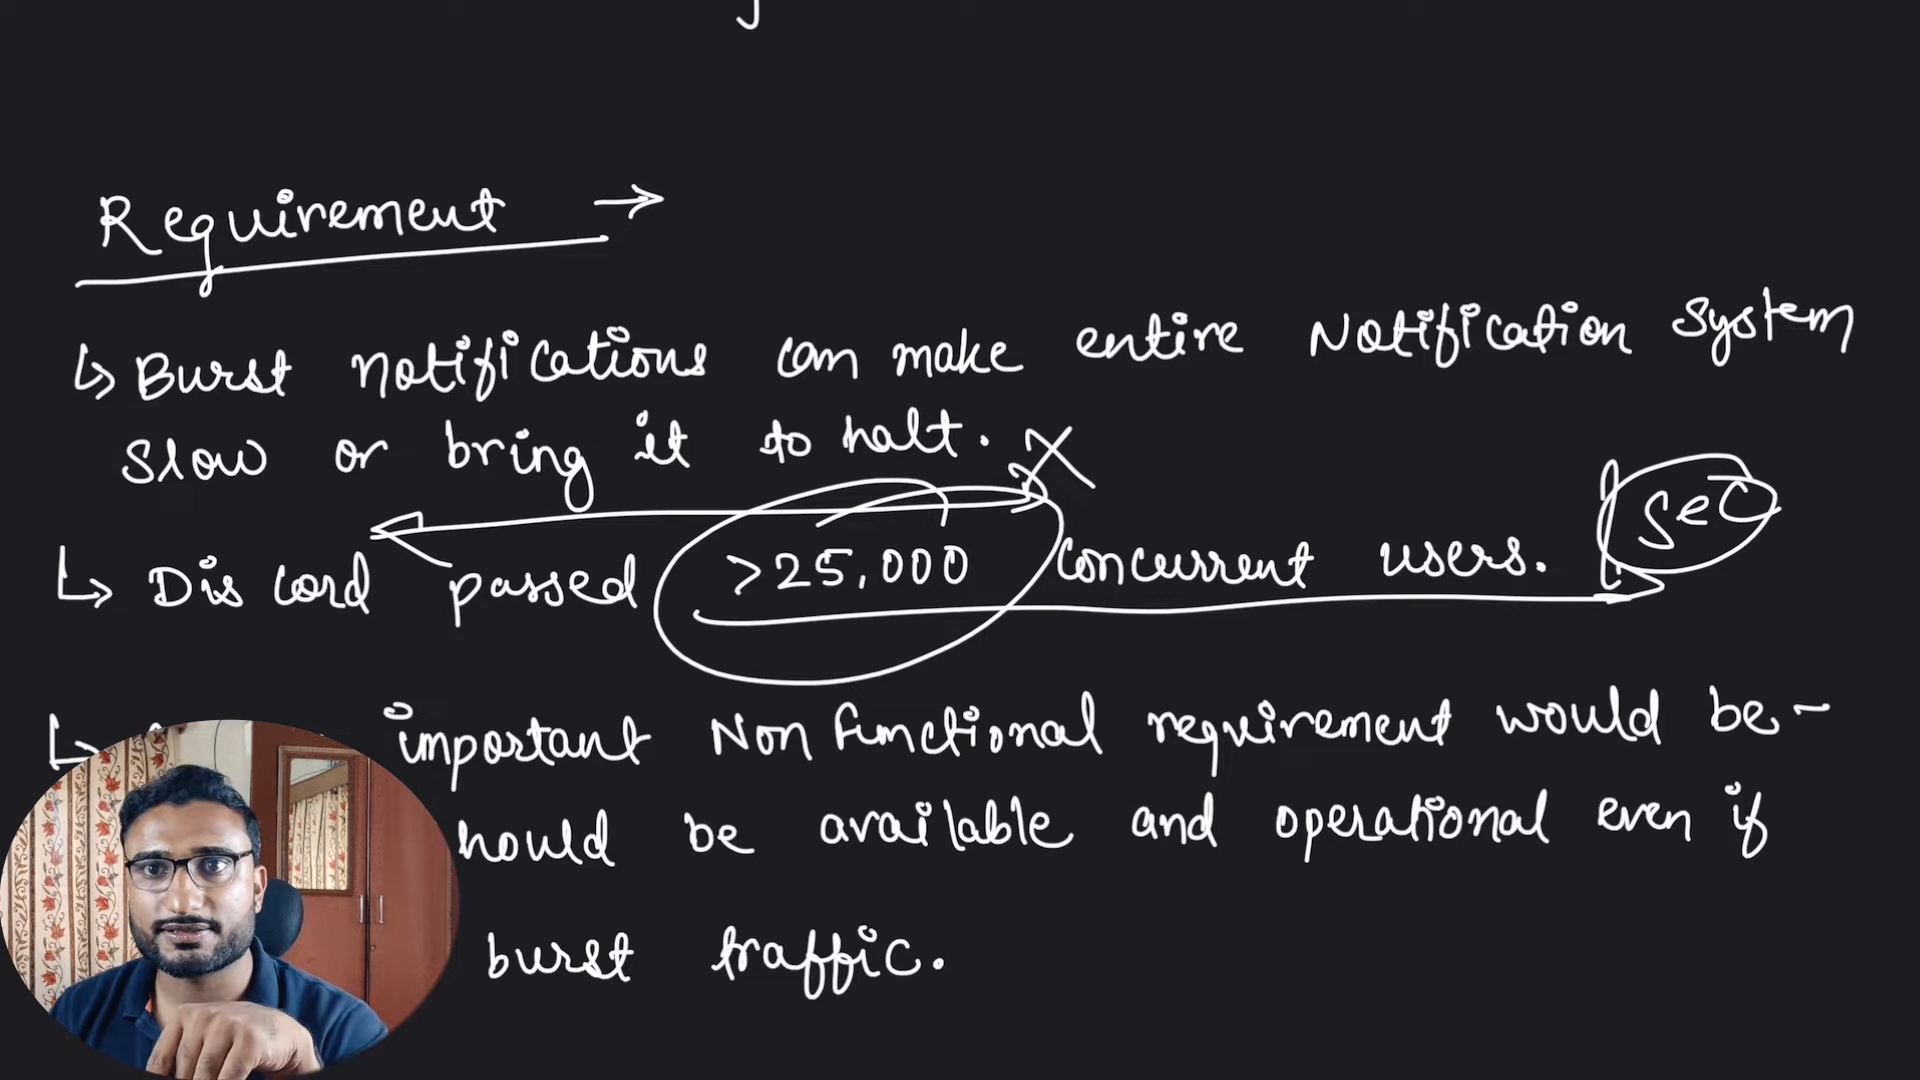 Requirement →
↳ Burst notifications can make entire Notification System
slow or bring it to halt.
↳ Discord passed >25,000 concurrent users. sec
↳ important Non functional requirement would be -
hould be available and operational even if
burst traffic.